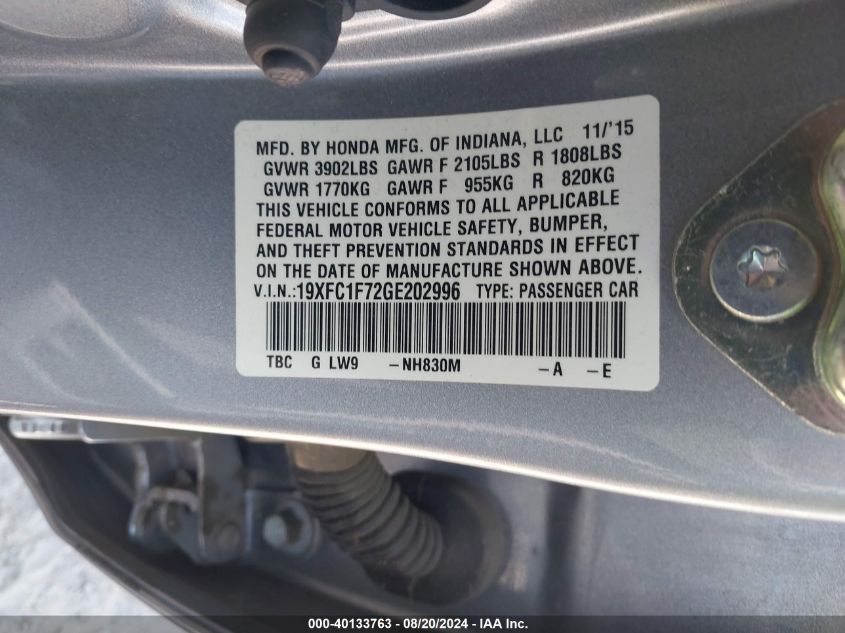 MFD. BY HONDA MFG. OF INDIANA, LLC 11/'15
GVWR 3902LBS GAWR F 2105LBS R 1808LBS
GVWR 1770KG GAWR F 955KG R 820KG
THIS VEHICLE CONFORMS TO ALL APPLICABLE
FEDERAL MOTOR VEHICLE SAFETY, BUMPER,
AND THEFT PREVENTION STANDARDS IN EFFECT
ON THE DATE OF MANUFACTURE SHOWN ABOVE.
V.I.N.:19XFC1F72GE202996 TYPE: PASSENGER CAR
TBC G LW9 –NH830M –A –E
000-40133763 - 08/20/2024 - IAA Inc.